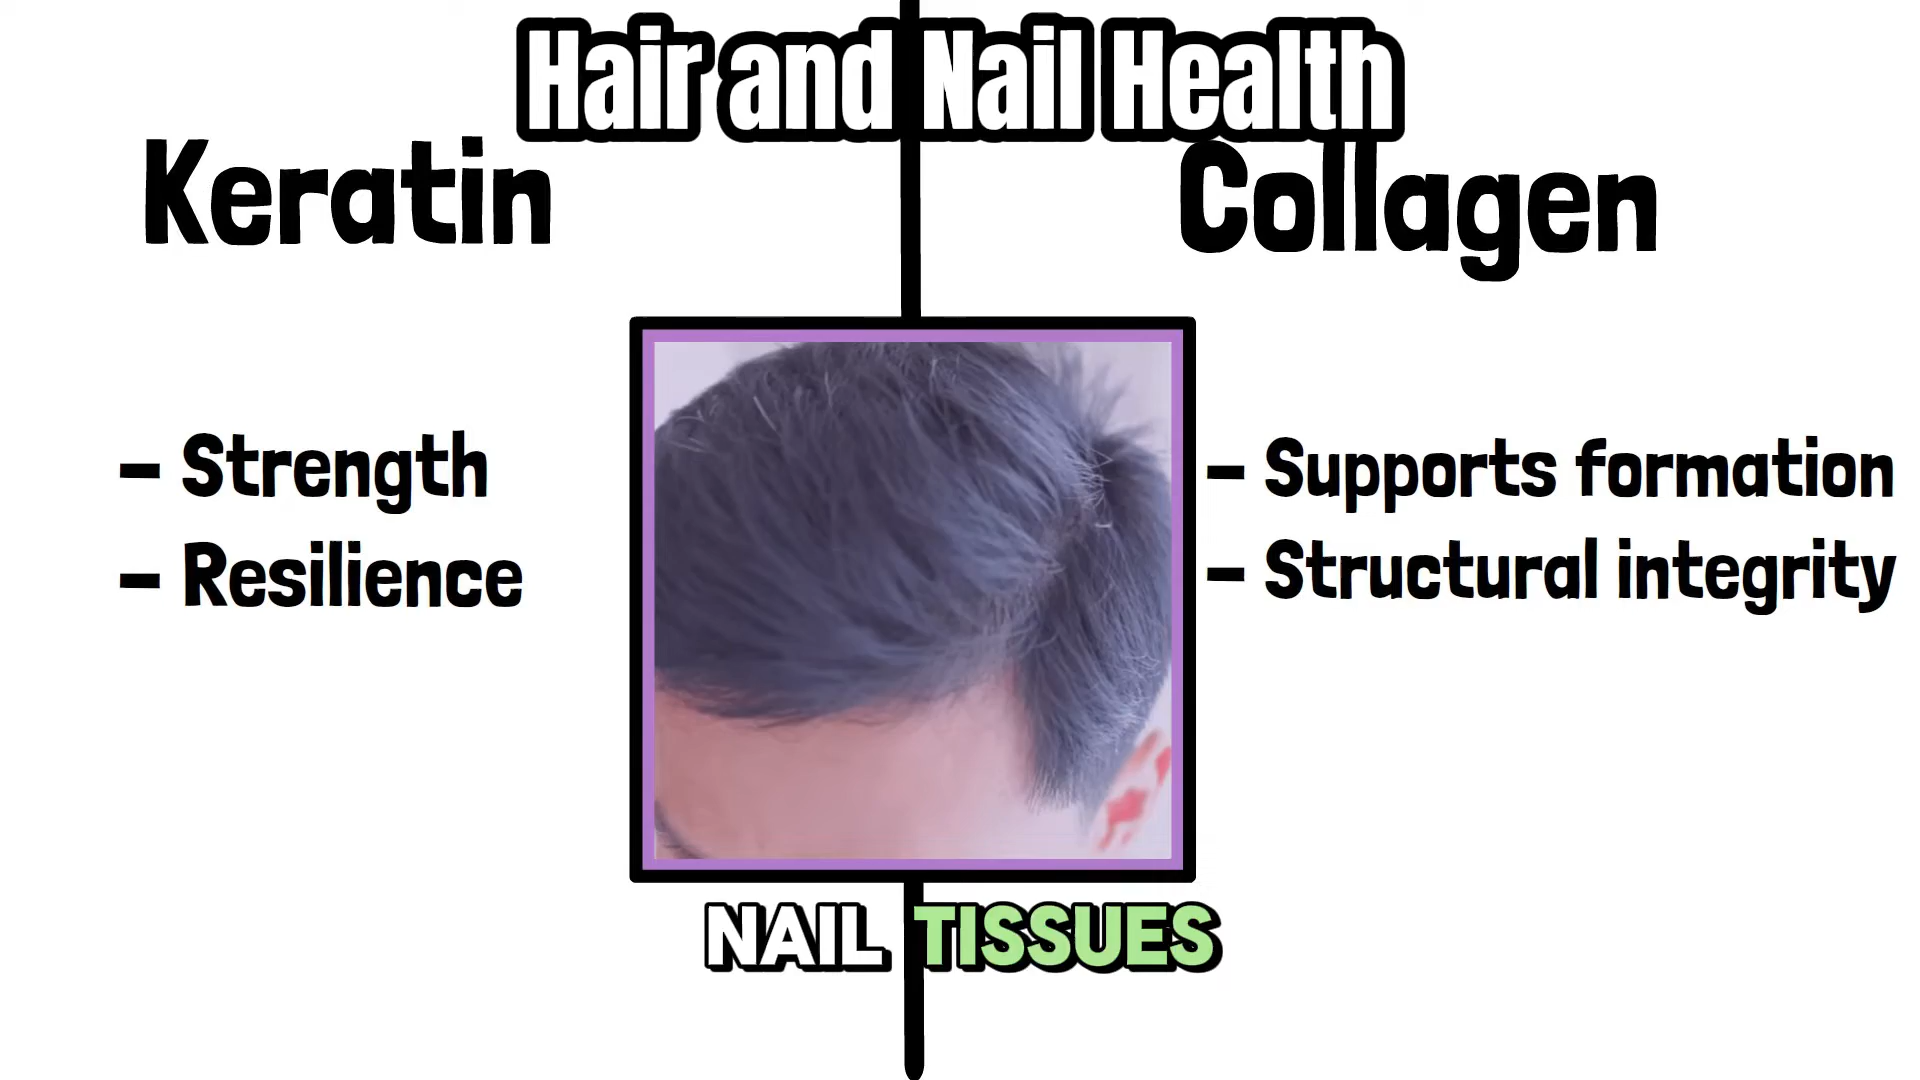 Hair and Nail Health
Keratin
- Strength
- Resilience
Collagen
- Supports formation
- Structural integrity
NAIL TISSUES